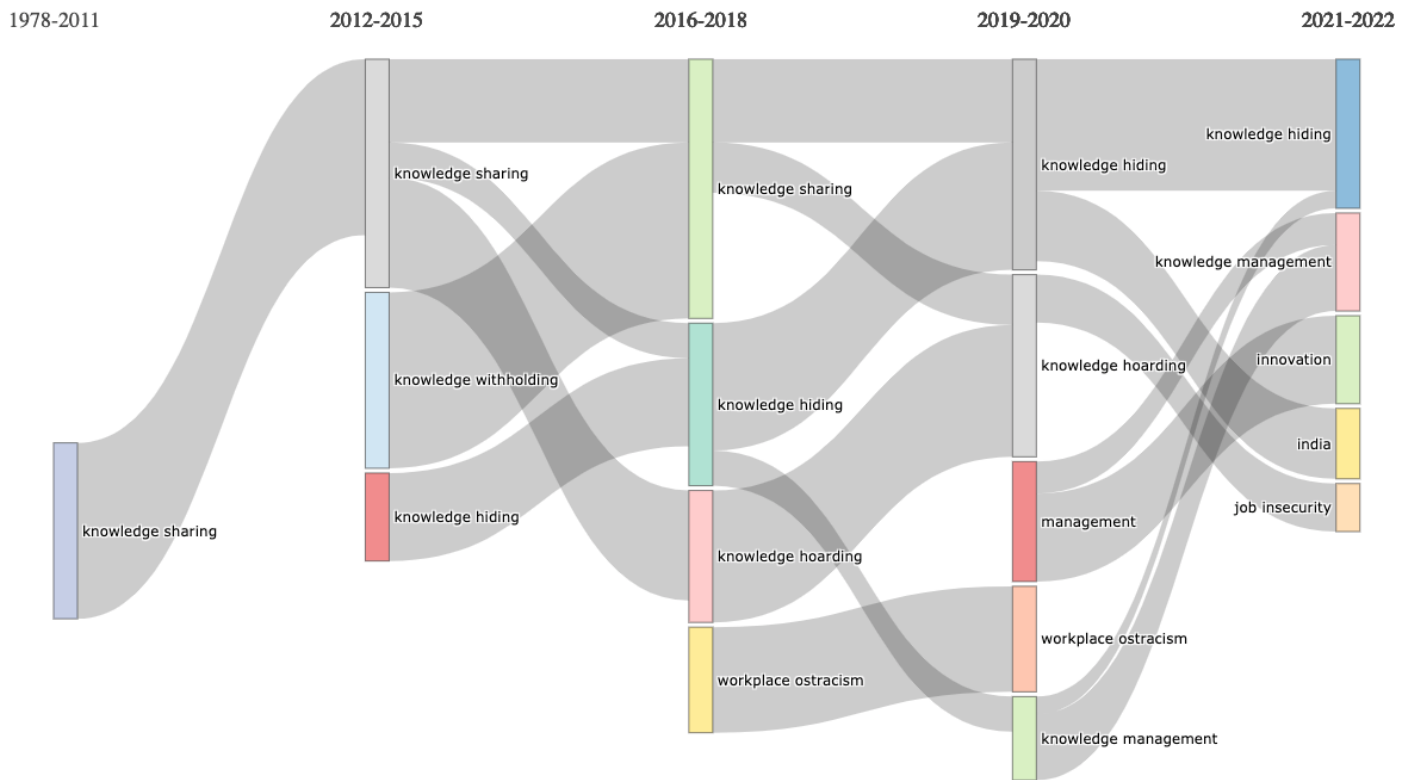 1978-2011
2012-2015
2016-2018
2019-2020
2021-2022
knowledge sharing
knowledge sharing
knowledge withholding
knowledge hiding
knowledge sharing
knowledge hiding
knowledge hoarding
workplace ostracism
knowledge hiding
knowledge hoarding
management
workplace ostracism
knowledge management
knowledge hiding
knowledge management
innovation
india
job insecurity